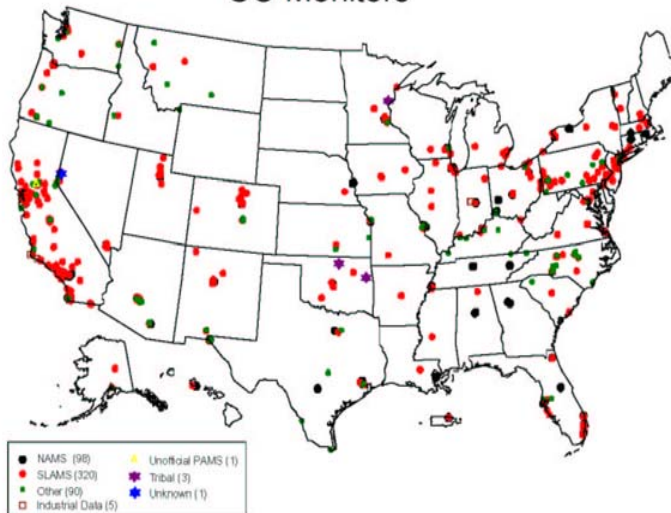 CO Monitors
NAMS (98)
SLAMS (320)
Other (90)
Industrial Data (5)
Unofficial PAMS (1)
Tribal (3)
Unknown (1)